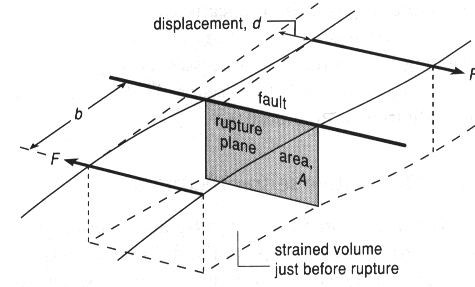 displacement, d
F
fault
b
rupture
plane
area,
A
F
strained volume
just before rupture